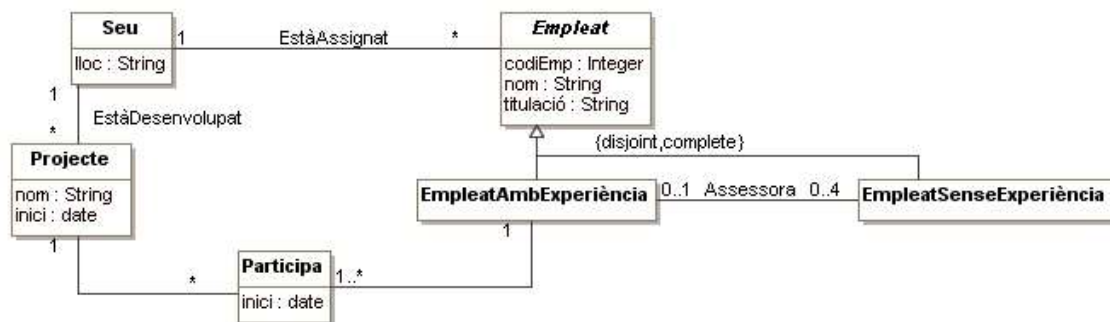 Seu
lloc : String
1
EstàAssignat
*
Empleat
codiEmp : Integer
nom : String
titulació : String
1
EstàDesenvolupat
*
{disjoint,complete}
Projecte
nom : String
inici : date
EmpleatAmbExperiència
0..1 Assessora 0..4
EmpleatSenseExperiència
1
1
*
Participa
inici : date
1..*